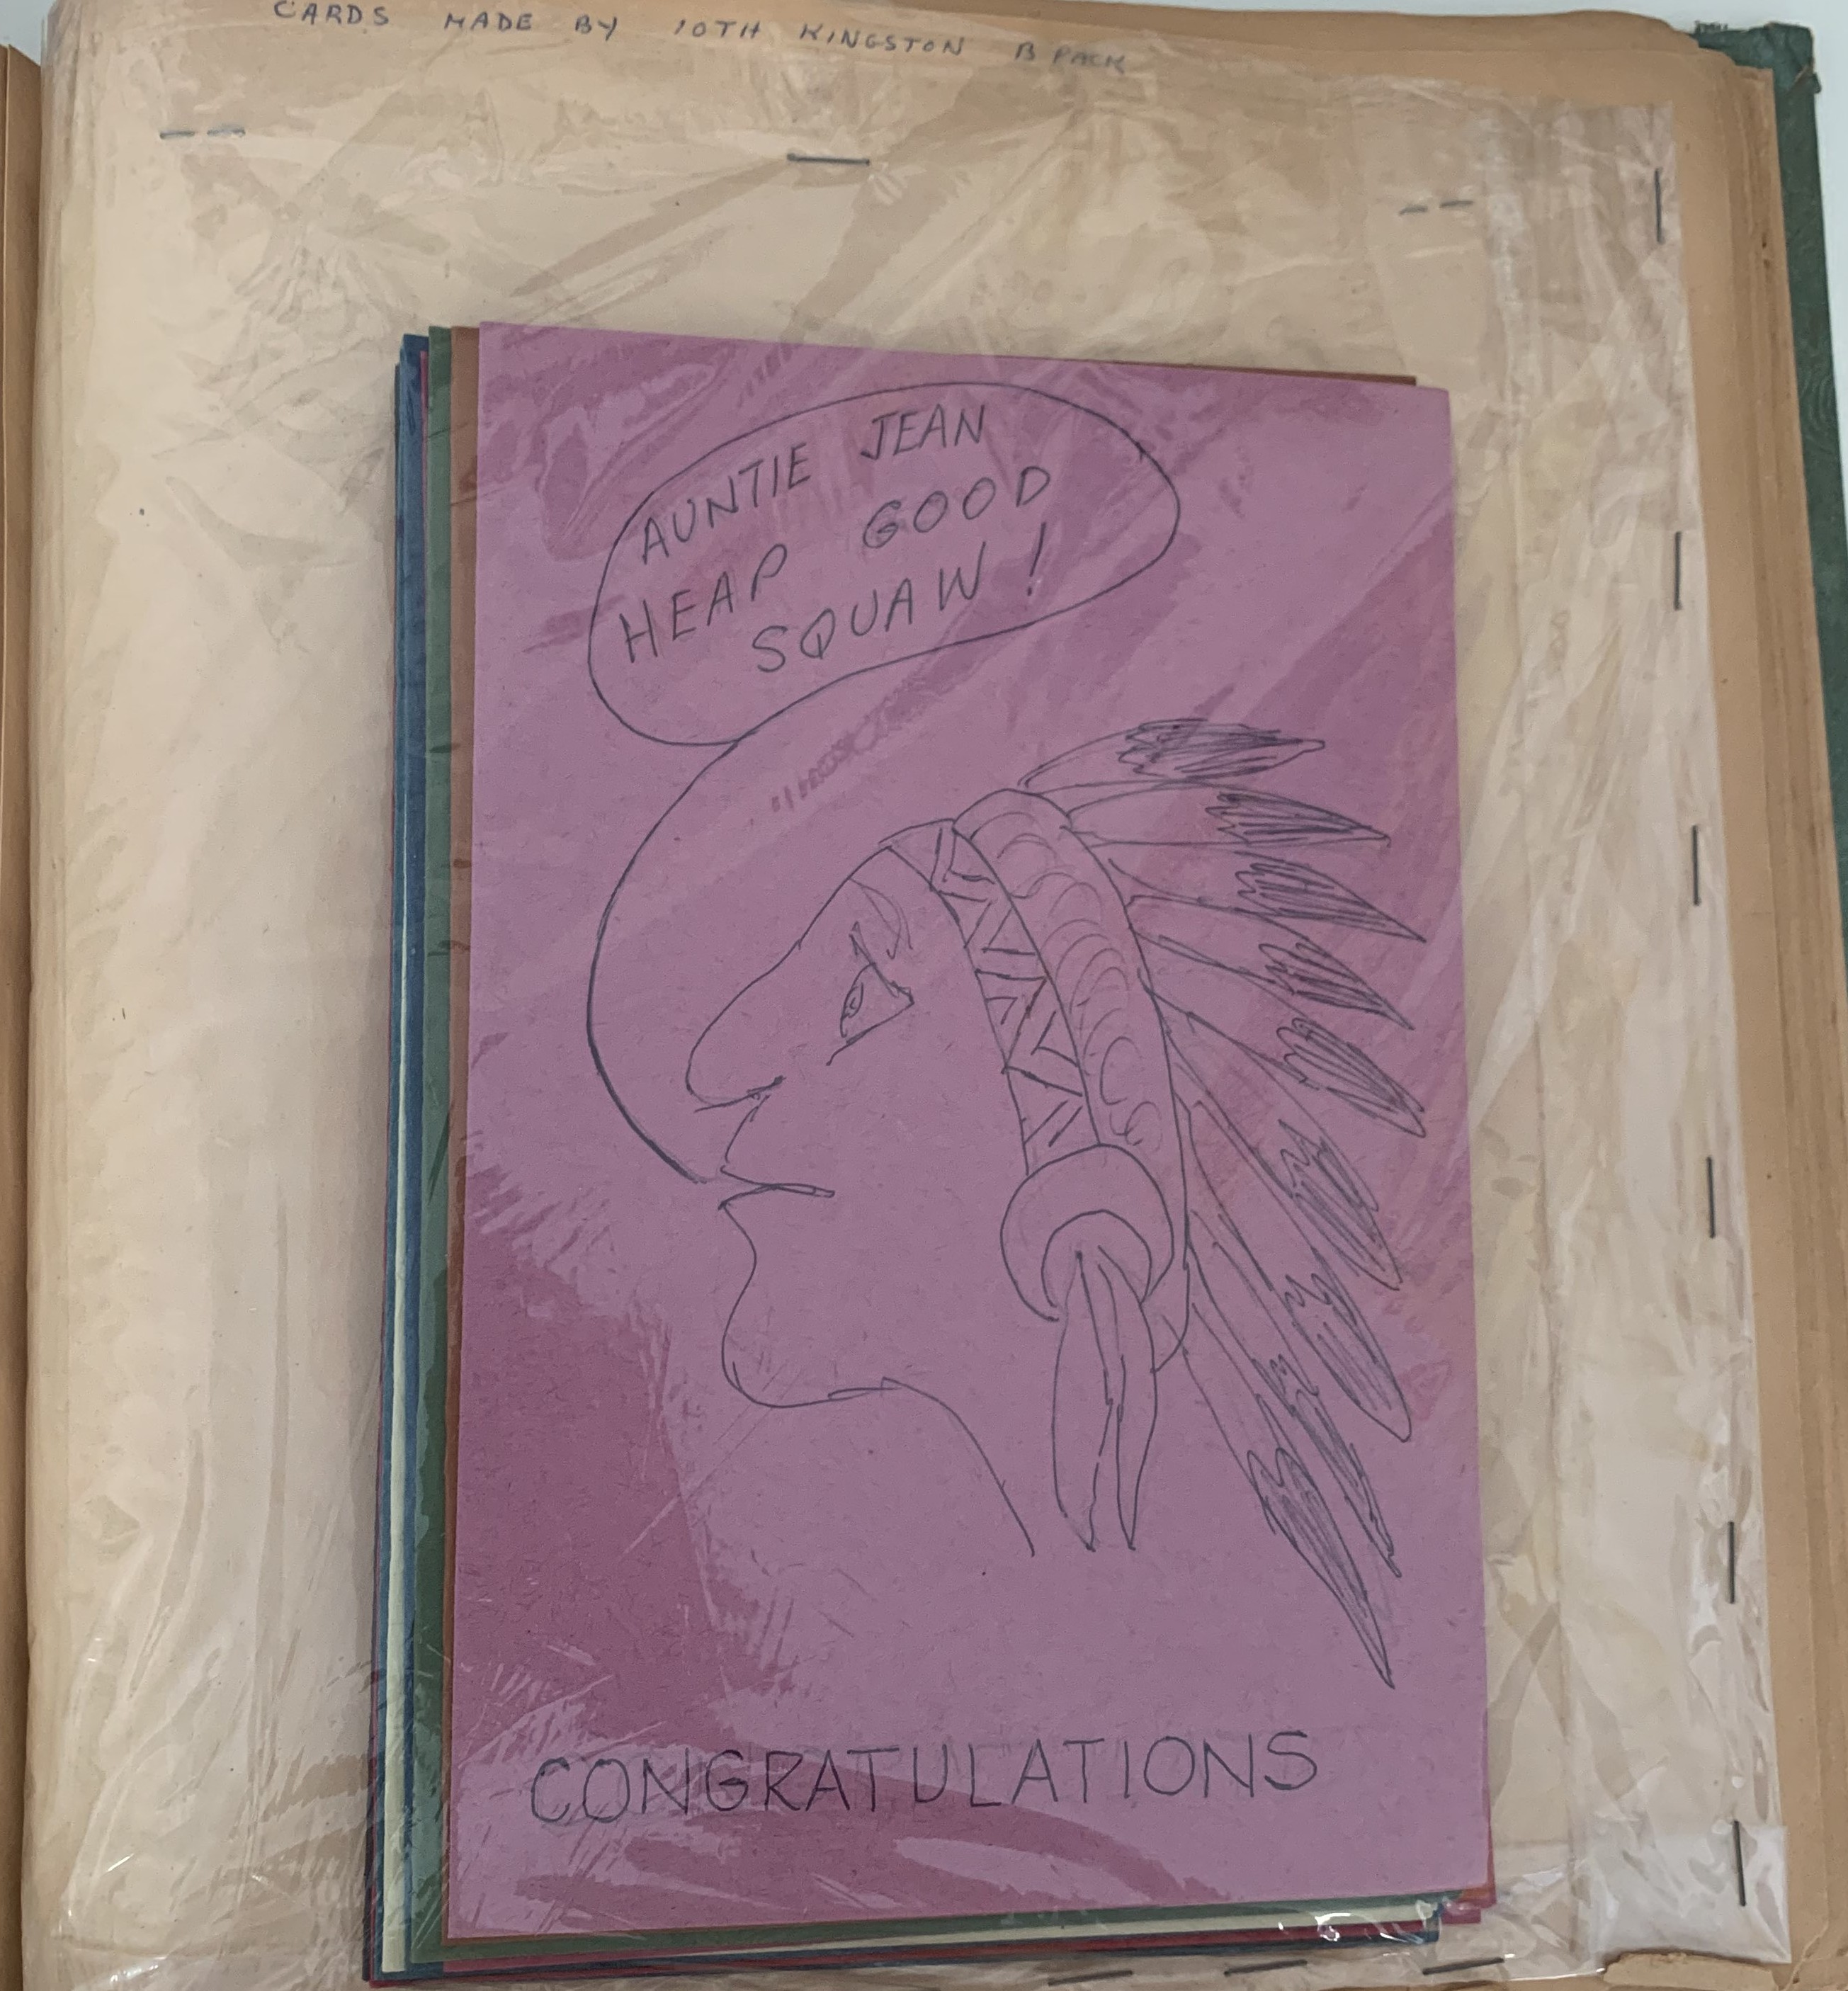 CARDS MADE BY 10TH KINGSTON B PACK
AUNTIE JEAN
HEAP GOOD
SQUAW!
CONGRATULATIONS